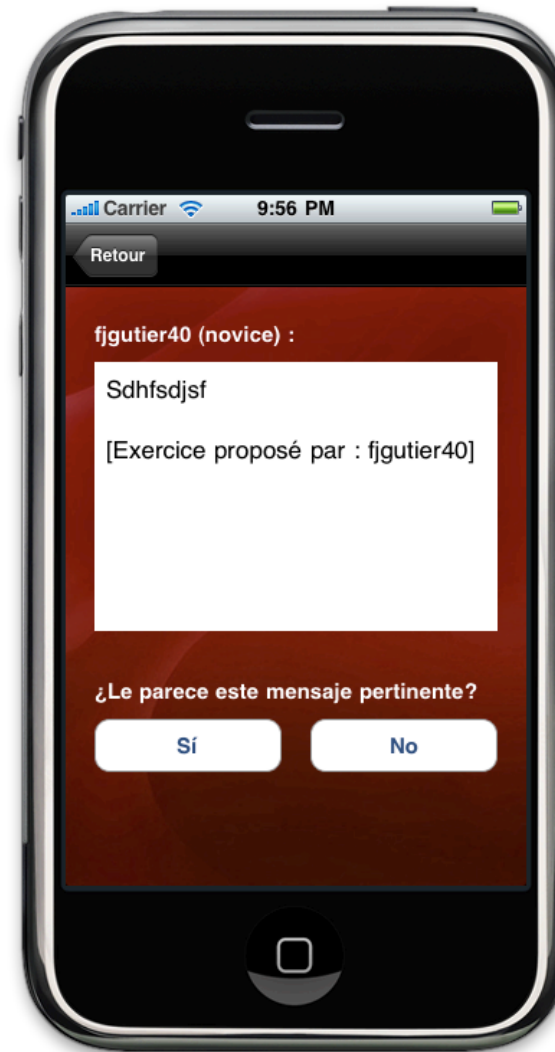 Carrier 9:56 PM
Retour
fjgutier40 (novice) :
Sdhfsdjsf
[Exercice proposé par : fjgutier40]
¿Le parece este mensaje pertinente?
Sí No